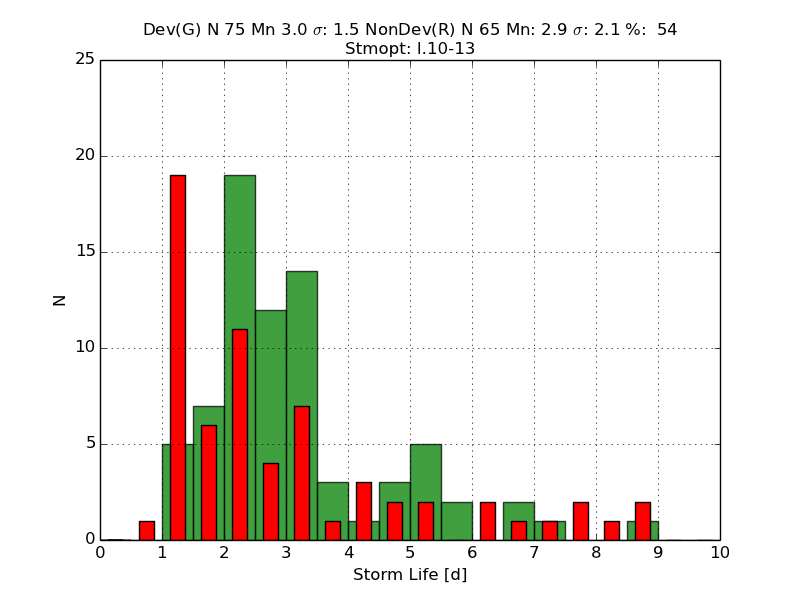 Dev(G) N 75 Mn 3.0 σ: 1.5 NonDev(R) N 65 Mn: 2.9 σ: 2.1 %:  54
Stmopt: I.10-13
25
20
15
10
5
0
N
0 1 2 3 4 5 6 7 8 9 10
Storm Life [d]